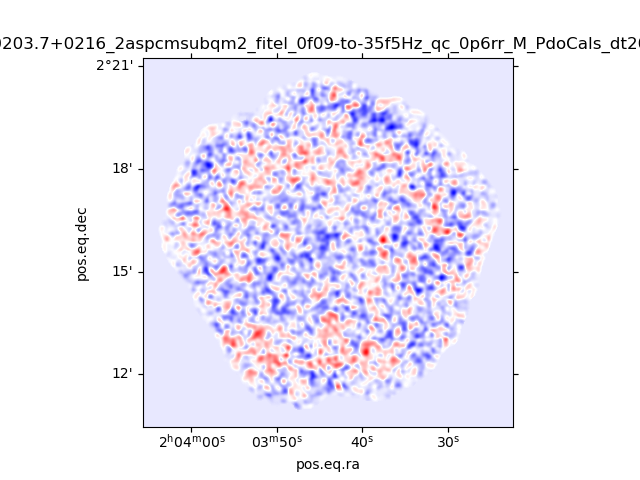 0203.7+0216_2aspcmsubqm2_fitel_0f09-to-35f5Hz_qc_0p6rr_M_PdoCals_dt20
2°21'
18'
15'
12'
pos.eq.dec
2h04m00s 03m50s 40s 30s
pos.eq.ra